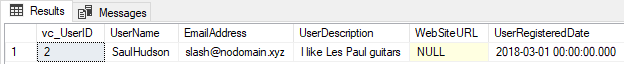 Results Messages
vc_UserID UserName EmailAddress UserDescription WebSiteURL UserRegisteredDate
1 2 SaulHudson slash@nodomain.xyz I like Les Paul guitars NULL 2018-03-01 00:00:00.000